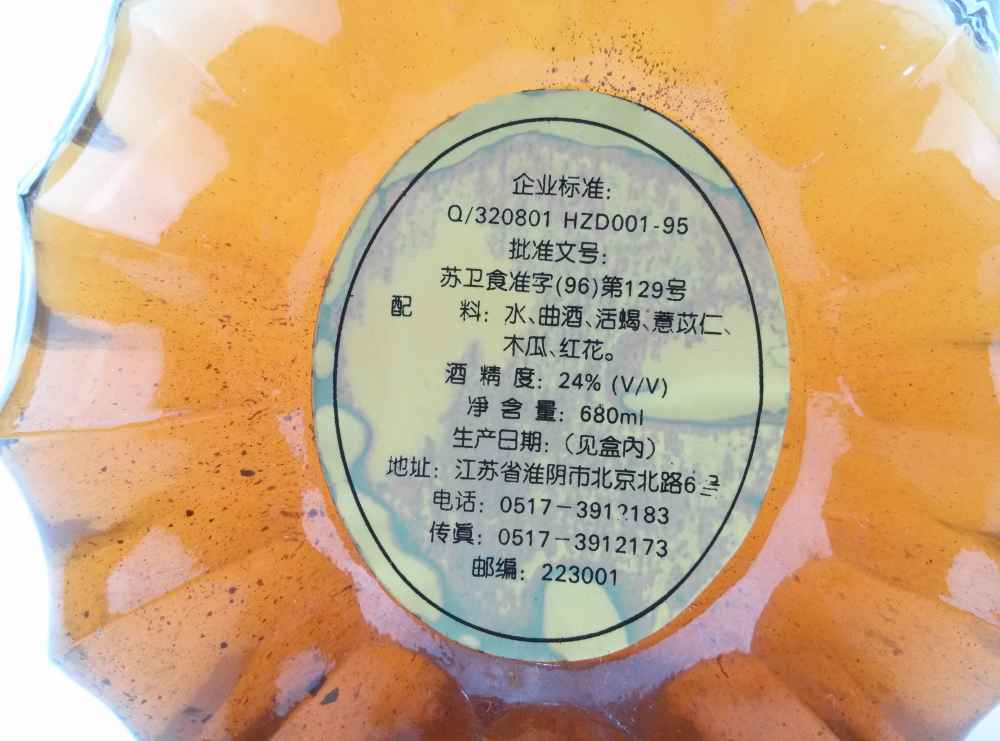 企业标准:
Q/320801 HZD001-95
批准文号:
苏卫食准字(96)第129号
配 料: 水、曲酒、活蝎、薏苡仁、
木瓜、红花。
酒 精 度: 24% (V/V)
净 含 量: 680ml
生产日期:(见盒内)
地址: 江苏省淮阴市北京北路6号
电话: 0517-3912183
传真: 0517-3912173
邮编: 223001